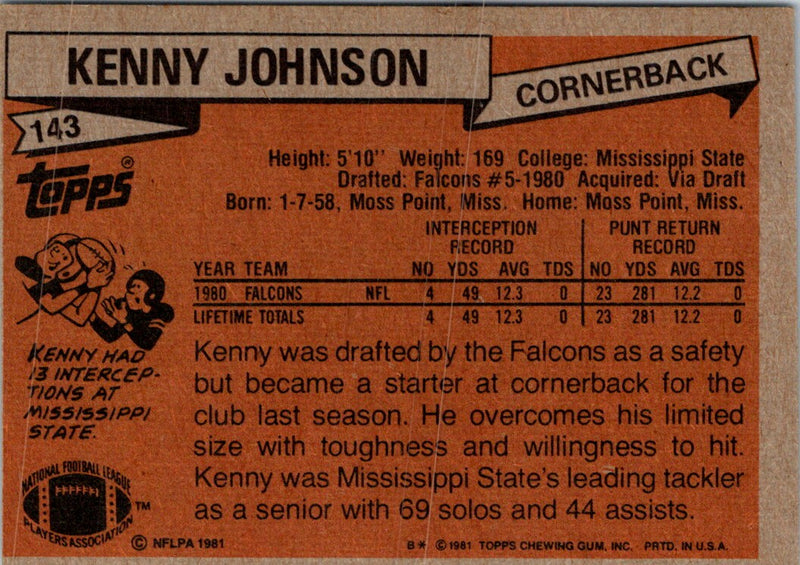 KENNY JOHNSON
CORNERBACK
143
topps®
Height: 5'10" Weight: 169 College: Mississippi State
Drafted: Falcons #5-1980 Acquired: Via Draft
Born: 1-7-58, Moss Point, Miss. Home: Moss Point, Miss.
INTERCEPTION RECORD PUNT RETURN RECORD
YEAR TEAM NO YDS AVG TDS NO YDS AVG TDS
1980 FALCONS NFL 4 49 12.3 0 23 281 12.2 0
LIFETIME TOTALS 4 49 12.3 0 23 281 12.2 0
KENNY HAD
13 INTERCEP-
TIONS AT
MISSISSIPPI
STATE.
Kenny was drafted by the Falcons as a safety
but became a starter at cornerback for the
club last season. He overcomes his limited
size with toughness and willingness to hit.
Kenny was Mississippi State's leading tackler
as a senior with 69 solos and 44 assists.
NATIONAL FOOTBALL LEAGUE
PLAYERS ASSOCIATION
TM
© NFLPA 1981
B* © 1981 TOPPS CHEWING GUM, INC. PRTD. IN U.S.A.